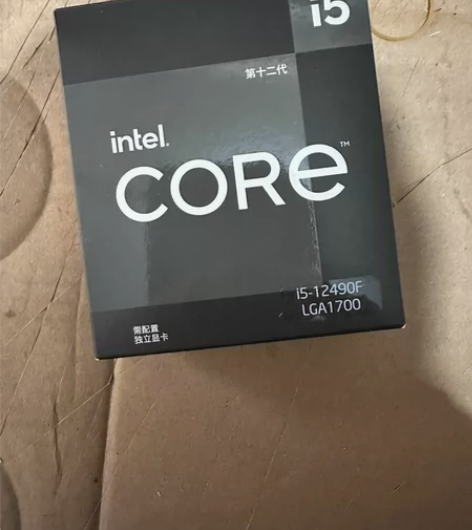 i5
第十二代
intel.
CORe™
i5-12490F
LGA1700
需配置
独立显卡